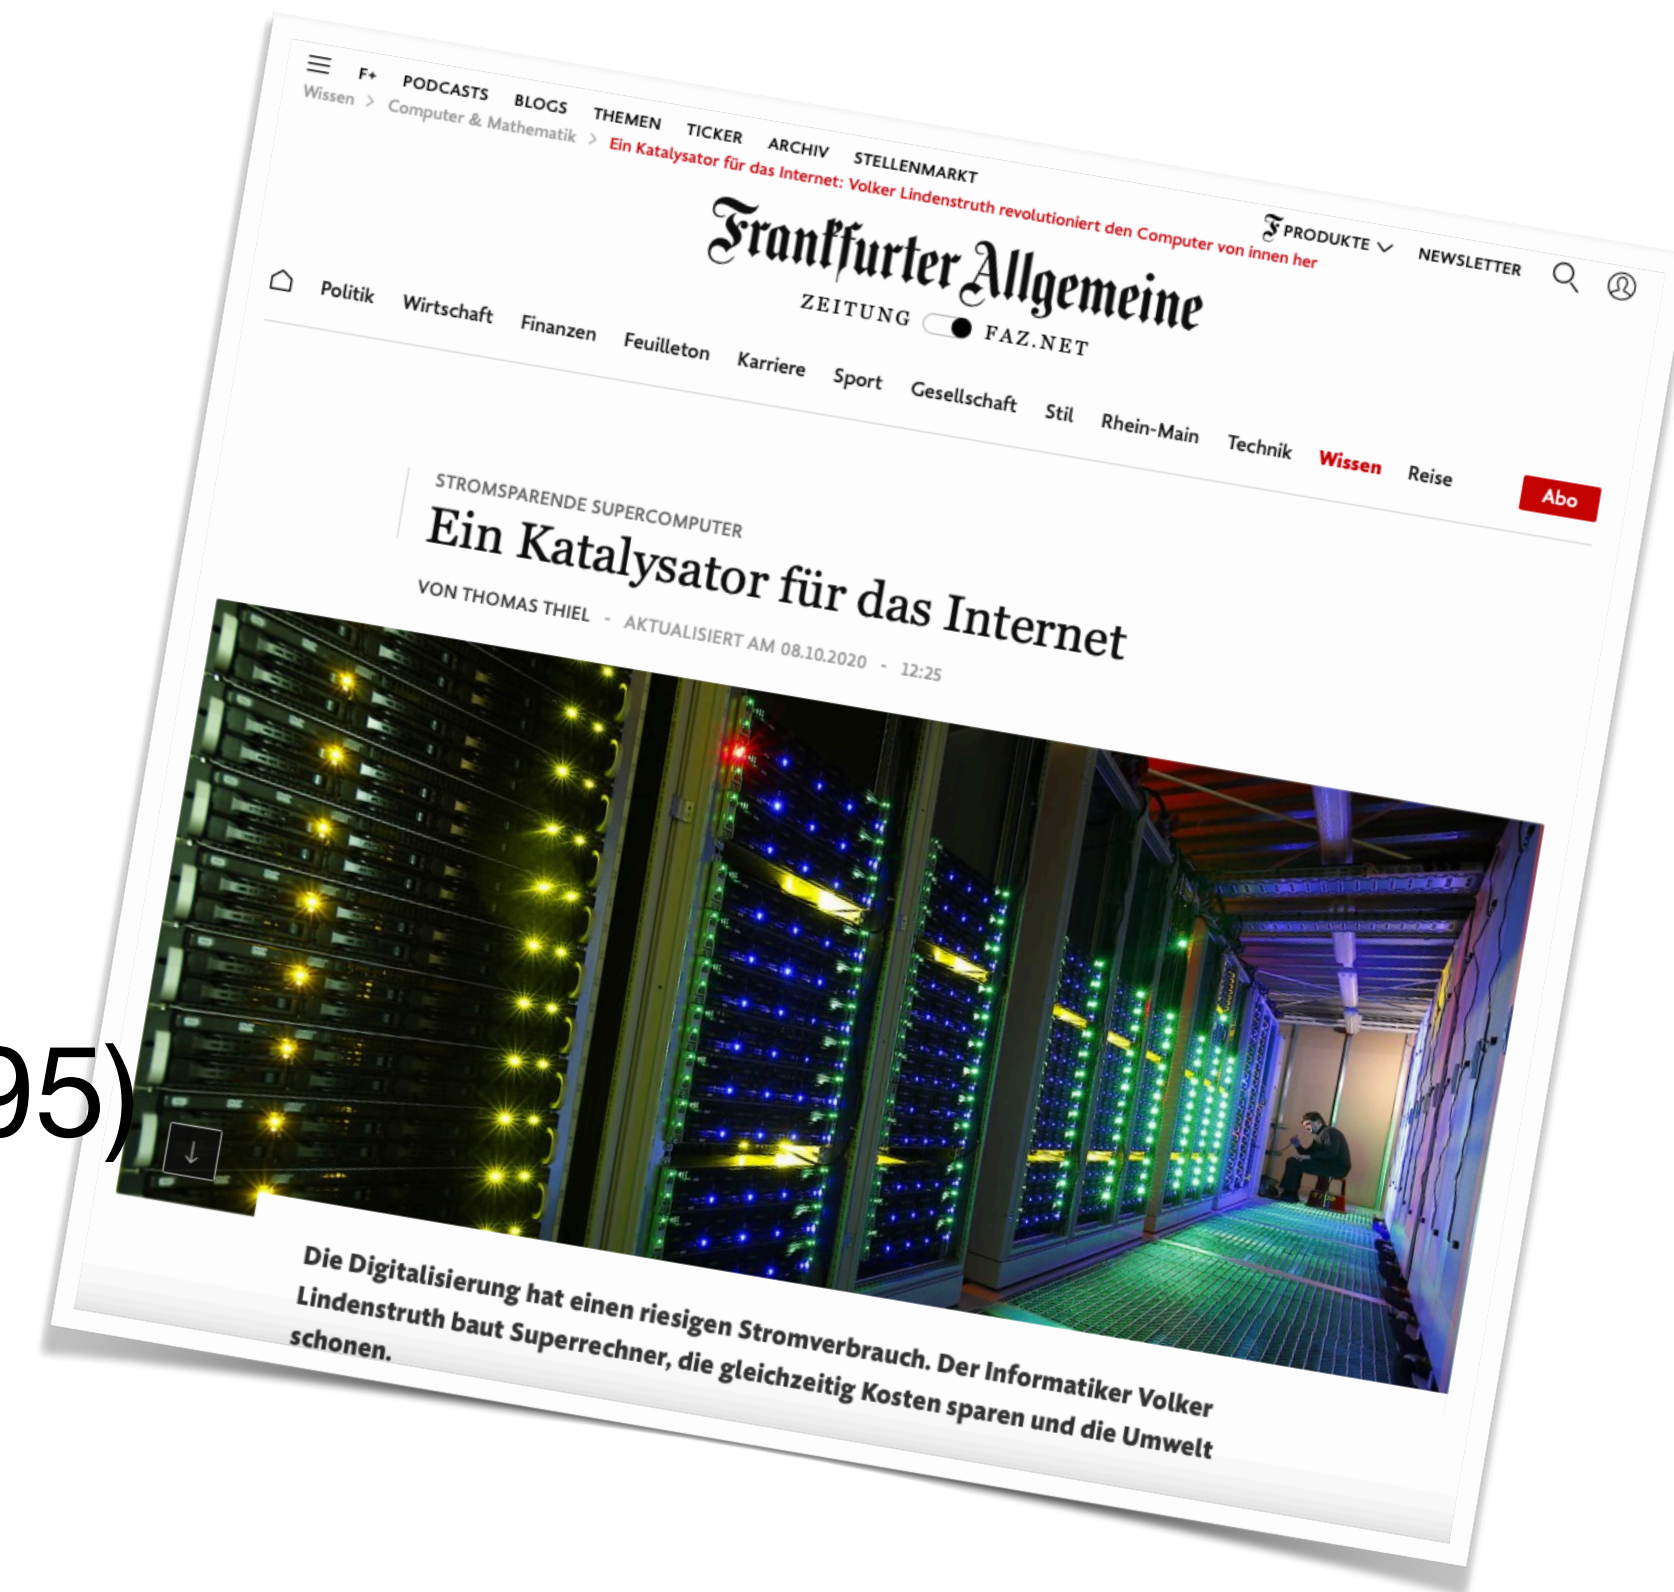 F+ PODCASTS BLOGS THEMEN TICKER ARCHIV STELLENMARKT
F PRODUKTE NEWSLETTER
Wissen > Computer & Mathematik > Ein Katalysator für das Internet: Volker Lindenstruth revolutioniert den Computer von innen her
Frankfurter Allgemeine
ZEITUNG FAZ.NET
Politik Wirtschaft Finanzen Feuilleton Karriere Sport Gesellschaft Stil Rhein-Main Technik Wissen Reise Abo
STROMSPARENDE SUPERCOMPUTER
Ein Katalysator für das Internet
VON THOMAS THIEL - AKTUALISIERT AM 08.10.2020 - 12:25
95)
Die Digitalisierung hat einen riesigen Stromverbrauch. Der Informatiker Volker
Lindenstruth baut Superrechner, die gleichzeitig Kosten sparen und die Umwelt
schonen.